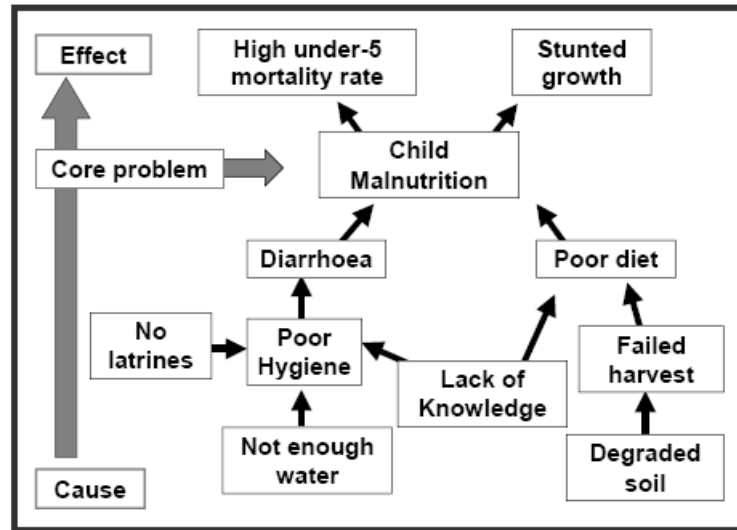 Effect
High under-5
mortality rate
Stunted
growth
Core problem
Child
Malnutrition
Diarrhoea
Poor diet
No
latrines
Poor
Hygiene
Lack of
Knowledge
Failed
harvest
Not enough
water
Degraded
soil
Cause